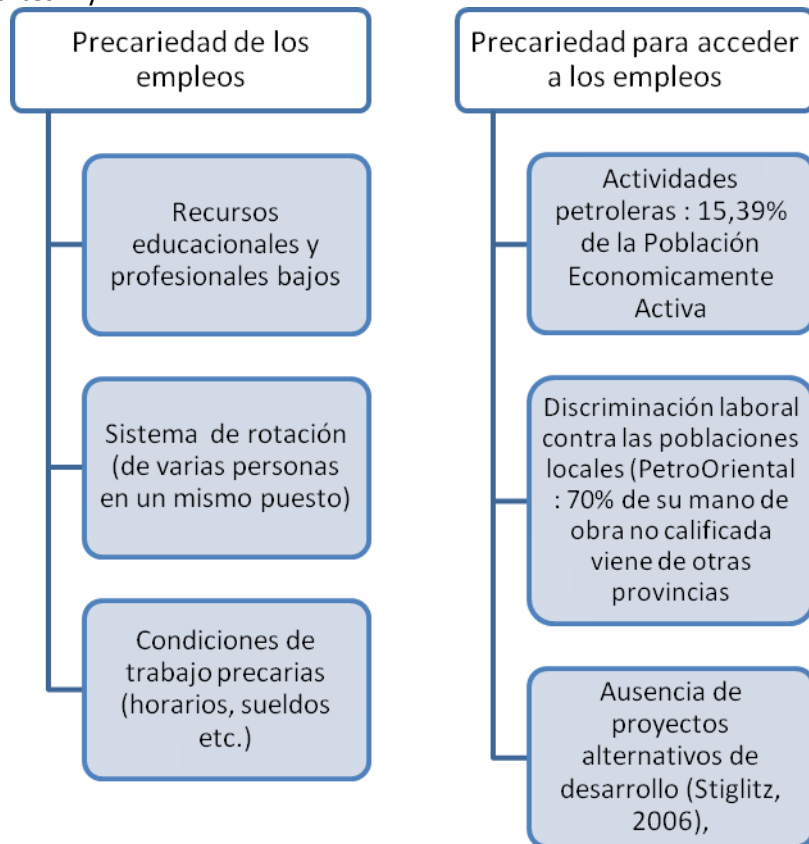 Precariedad de los
empleos
Recursos
educacionales y
profesionales bajos
Sistema de rotación
(de varias personas
en un mismo puesto)
Condiciones de
trabajo precarias
(horarios, sueldos
etc.)
Precariedad para acceder
a los empleos
Actividades
petroleras : 15,39%
de la Población
Economicamente
Activa
Discriminación laboral
contra las poblaciones
locales (PetroOriental
: 70% de su mano de
obra no calificada
viene de otras
provincias
Ausencia de
proyectos
alternativos de
desarrollo (Stiglitz,
2006),